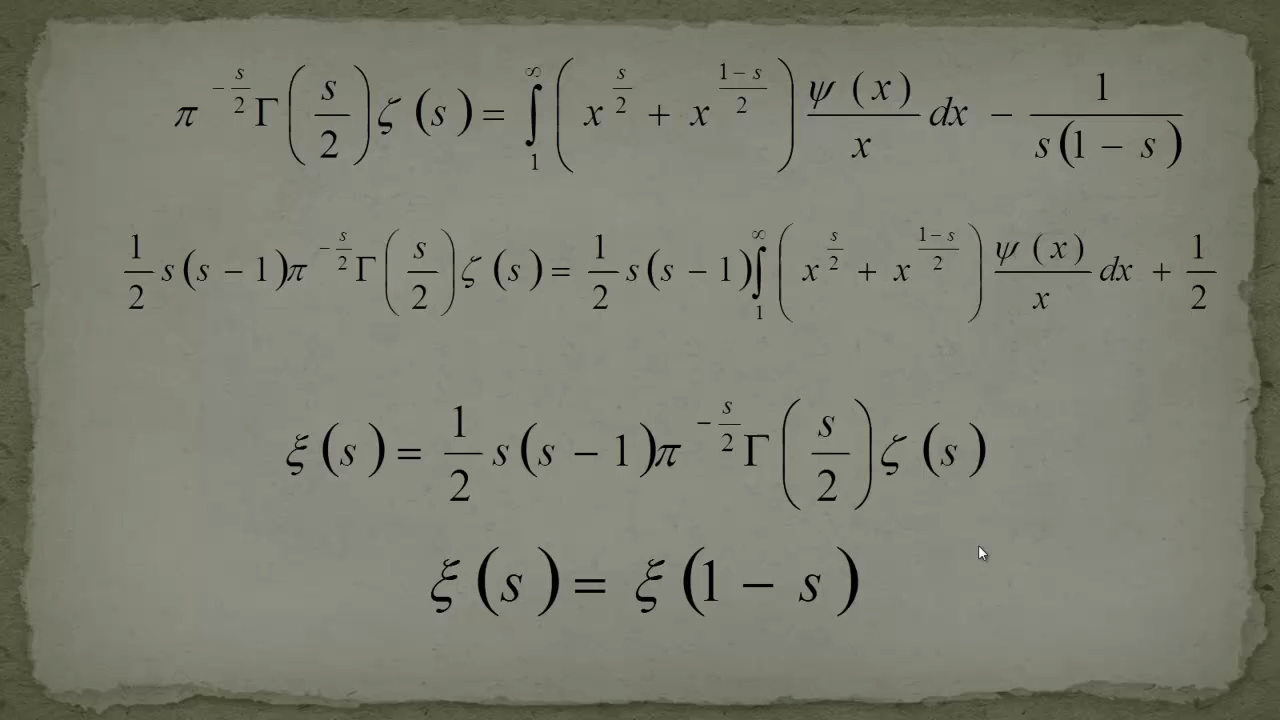 π^{-s/2} Γ(s/2) ζ(s) = ∫_1^∞ (x^{s/2} + x^{(1-s)/2}) ψ(x)/x dx − 1/(s(1 − s))
1/2 s(s − 1)π^{-s/2} Γ(s/2) ζ(s) = 1/2 s(s − 1) ∫_1^∞ (x^{s/2} + x^{(1-s)/2}) ψ(x)/x dx + 1/2
ξ(s) = 1/2 s(s − 1)π^{-s/2} Γ(s/2) ζ(s)
ξ(s) = ξ(1 − s)